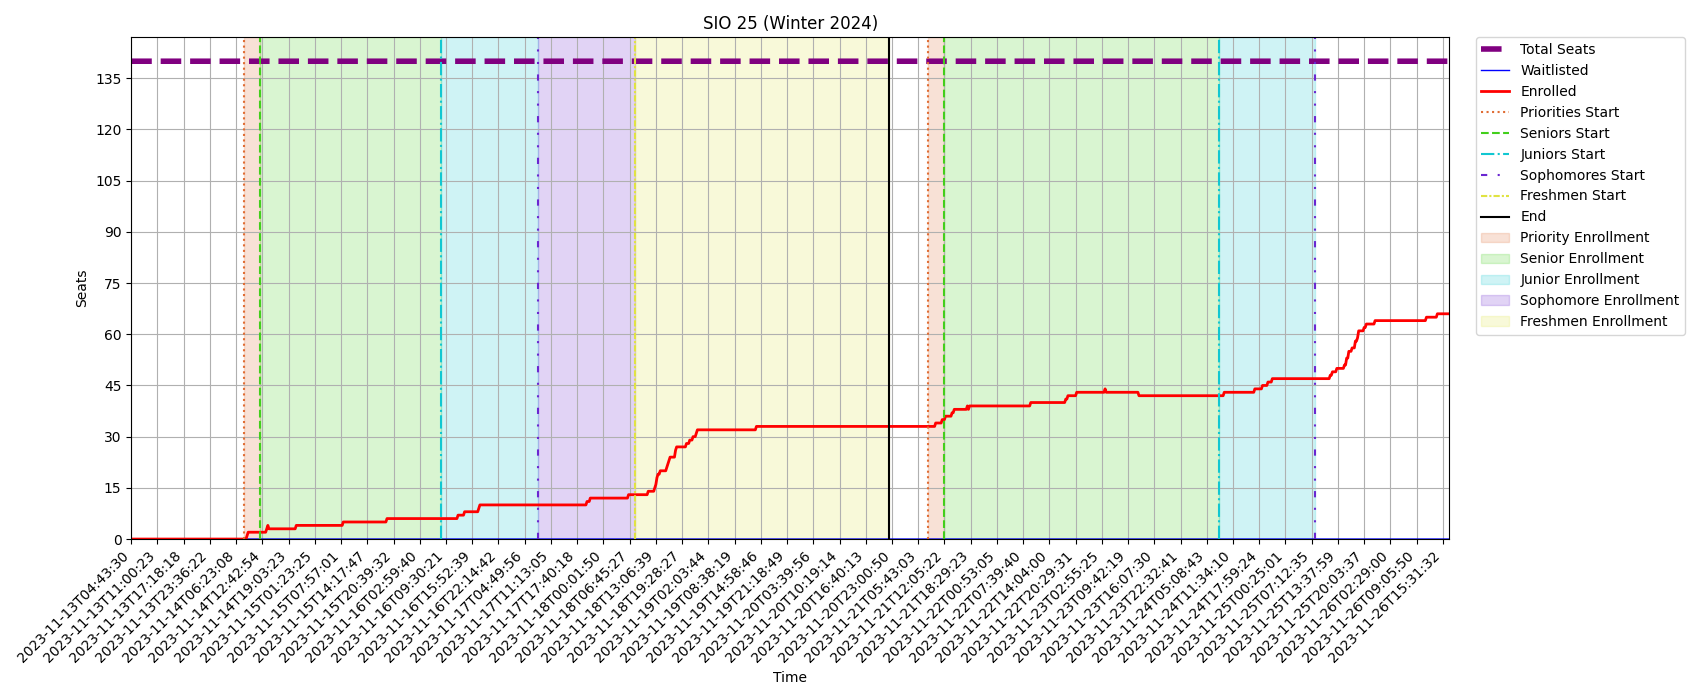 SIO 25 (Winter 2024)
Seats
135
120
105
90
75
60
45
30
15
0
2023-11-13T04:43:30
2023-11-13T11:00:23
2023-11-13T17:18:18
2023-11-13T23:36:22
2023-11-14T06:23:08
2023-11-14T12:42:54
2023-11-14T19:03:23
2023-11-15T01:23:25
2023-11-15T07:57:01
2023-11-15T14:17:47
2023-11-15T20:39:32
2023-11-16T02:59:40
2023-11-16T09:30:21
2023-11-16T15:52:39
2023-11-16T22:14:42
2023-11-17T04:49:56
2023-11-17T11:13:05
2023-11-17T17:40:18
2023-11-18T00:01:50
2023-11-18T06:45:27
2023-11-18T13:06:39
2023-11-18T19:28:27
2023-11-19T02:03:44
2023-11-19T08:38:19
2023-11-19T14:58:46
2023-11-19T21:18:49
2023-11-20T03:39:56
2023-11-20T10:19:14
2023-11-20T16:40:13
2023-11-20T23:00:50
2023-11-21T05:43:03
2023-11-21T12:05:22
2023-11-21T18:29:23
2023-11-22T00:53:05
2023-11-22T07:39:40
2023-11-22T14:04:00
2023-11-22T20:29:31
2023-11-23T02:55:25
2023-11-23T09:42:19
2023-11-23T16:07:30
2023-11-23T22:32:41
2023-11-24T05:08:43
2023-11-24T11:34:10
2023-11-24T17:59:24
2023-11-25T00:25:01
2023-11-25T07:12:35
2023-11-25T13:37:59
2023-11-25T20:03:37
2023-11-26T02:29:00
2023-11-26T09:05:50
2023-11-26T15:31:32
Time
Total Seats
Waitlisted
Enrolled
Priorities Start
Seniors Start
Juniors Start
Sophomores Start
Freshmen Start
End
Priority Enrollment
Senior Enrollment
Junior Enrollment
Sophomore Enrollment
Freshmen Enrollment